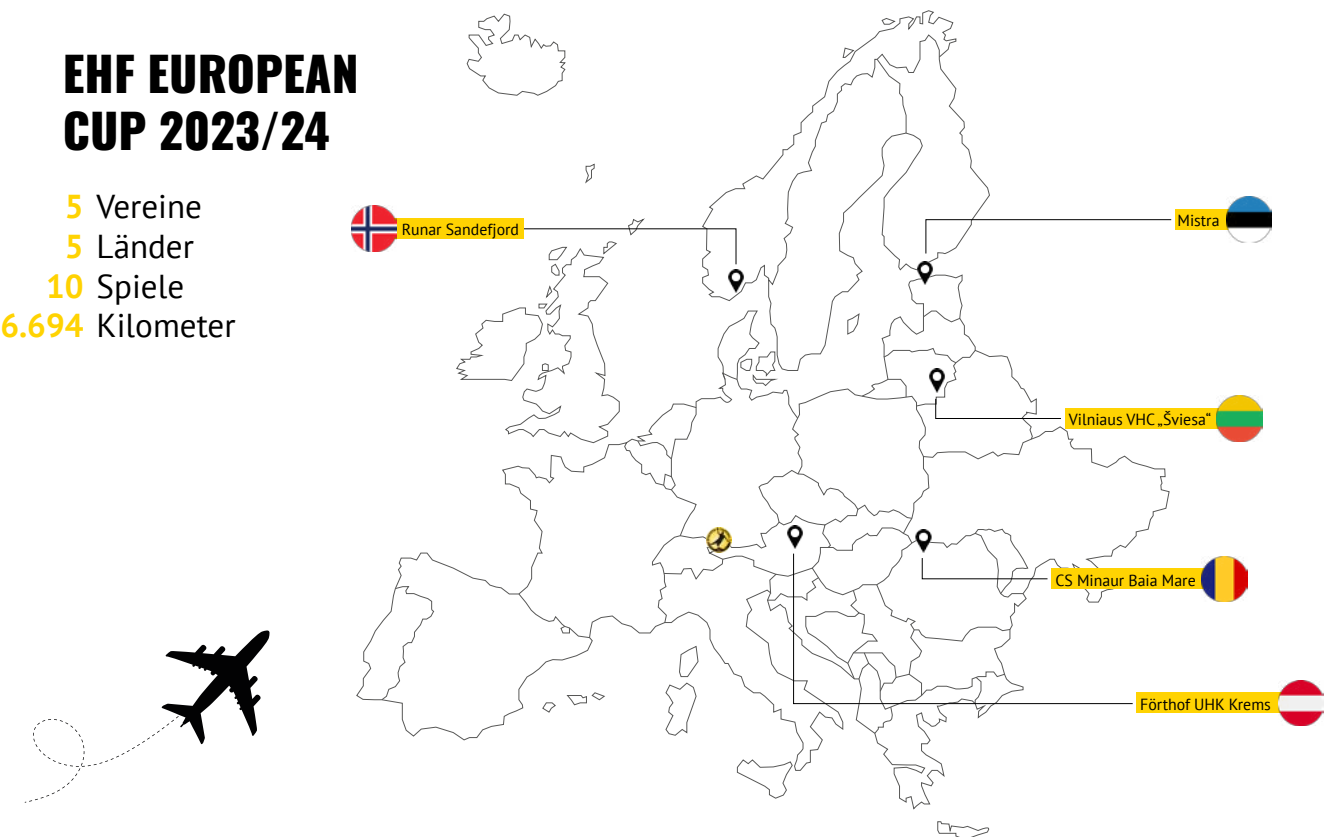 EHF EUROPEAN
CUP 2023/24
5 Vereine
5 Länder
10 Spiele
6.694 Kilometer
Runar Sandefjord
Mistra
Vilniaus VHC „Šviesa“
CS Minaur Baia Mare
Förthof UHK Krems